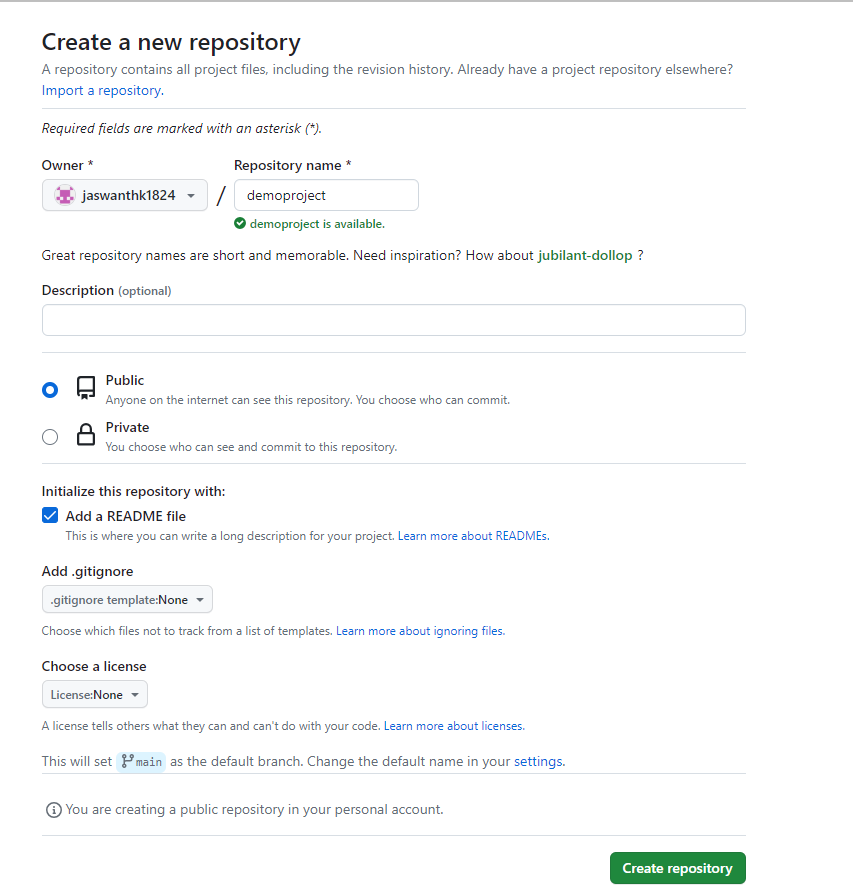 Create a new repository
A repository contains all project files, including the revision history. Already have a project repository elsewhere?
Import a repository.
Required fields are marked with an asterisk (*).
Owner * Repository name *
jaswanthk1824 / demoproject
demoproject is available.
Great repository names are short and memorable. Need inspiration? How about jubilant-dollop ?
Description (optional)
Public
Anyone on the internet can see this repository. You choose who can commit.
Private
You choose who can see and commit to this repository.
Initialize this repository with:
Add a README file
This is where you can write a long description for your project. Learn more about READMEs.
Add .gitignore
.gitignore template:None
Choose which files not to track from a list of templates. Learn more about ignoring files.
Choose a license
License:None
A license tells others what they can and can't do with your code. Learn more about licenses.
This will set main as the default branch. Change the default name in your settings.
You are creating a public repository in your personal account.
Create repository